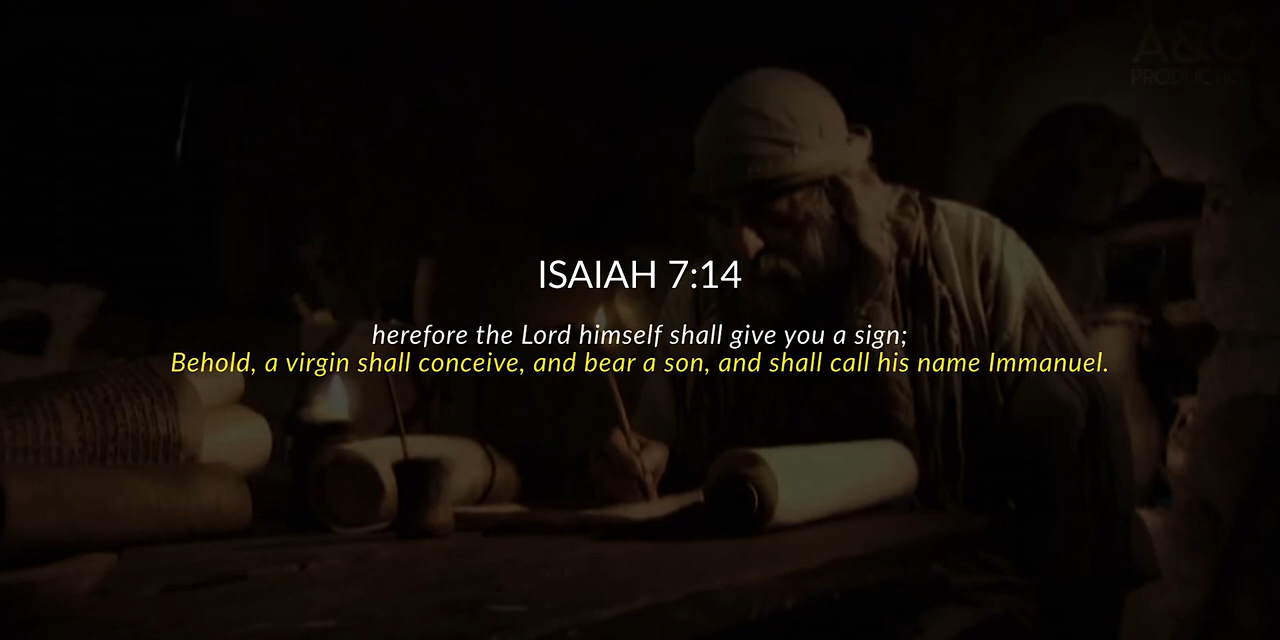 A&O
ISAIAH 7:14
herefore the Lord himself shall give you a sign;
Behold, a virgin shall conceive, and bear a son, and shall call his name Immanuel.